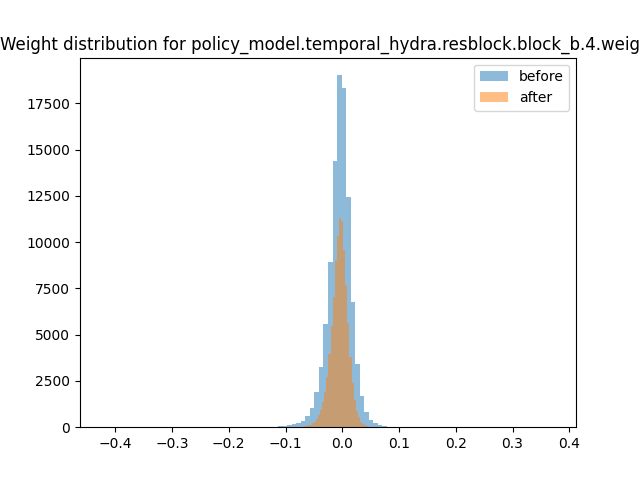 Weight distribution for policy_model.temporal_hydra.resblock.block_b.4.weig
before
after
17500
15000
12500
10000
7500
5000
2500
0
−0.4 −0.3 −0.2 −0.1 0.0 0.1 0.2 0.3 0.4